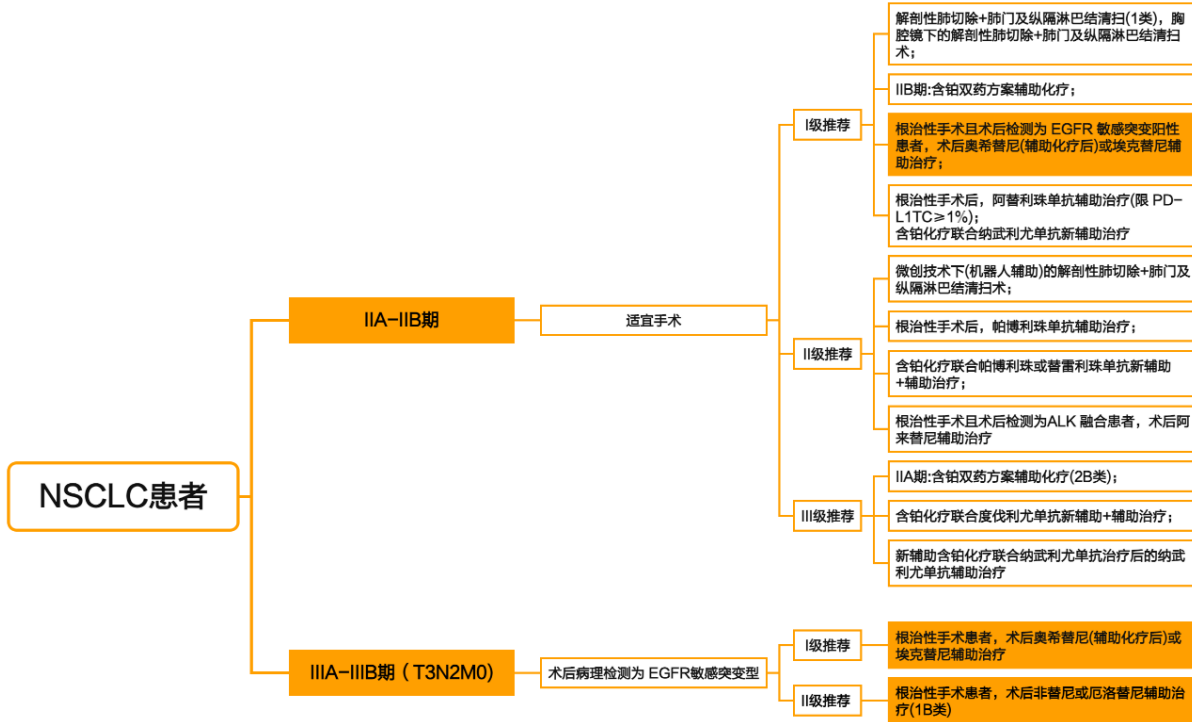 NSCLC患者
IIA-IIB期
适宜手术
I级推荐
解剖性肺切除+肺门及纵隔淋巴结清扫(1类)，胸
腔镜下的解剖性肺切除+肺门及纵隔淋巴结清扫
术；
IIB期:含铂双药方案辅助化疗；
根治性手术且术后检测为 EGFR 敏感突变阳性
患者，术后奥希替尼(辅助化疗后)或埃克替尼辅
助治疗；
根治性手术后，阿替利珠单抗辅助治疗(限 PD-
L1TC≥1%)；
含铂化疗联合纳武利尤单抗新辅助治疗
II级推荐
微创技术下(机器人辅助)的解剖性肺切除+肺门及
纵隔淋巴结清扫术；
根治性手术后，帕博利珠单抗辅助治疗；
含铂化疗联合帕博利珠或替雷利珠单抗新辅助
+辅助治疗；
根治性手术且术后检测为ALK 融合患者，术后阿
来替尼辅助治疗
III级推荐
IIA期:含铂双药方案辅助化疗(2B类)；
含铂化疗联合度伐利尤单抗新辅助+辅助治疗；
新辅助含铂化疗联合纳武利尤单抗治疗后的纳武
利尤单抗辅助治疗
IIIA-IIIB期（T3N2M0）
术后病理检测为 EGFR敏感突变型
I级推荐
根治性手术患者，术后奥希替尼(辅助化疗后)或
埃克替尼辅助治疗
II级推荐
根治性手术患者，术后非替尼或厄洛替尼辅助治
疗(1B类)